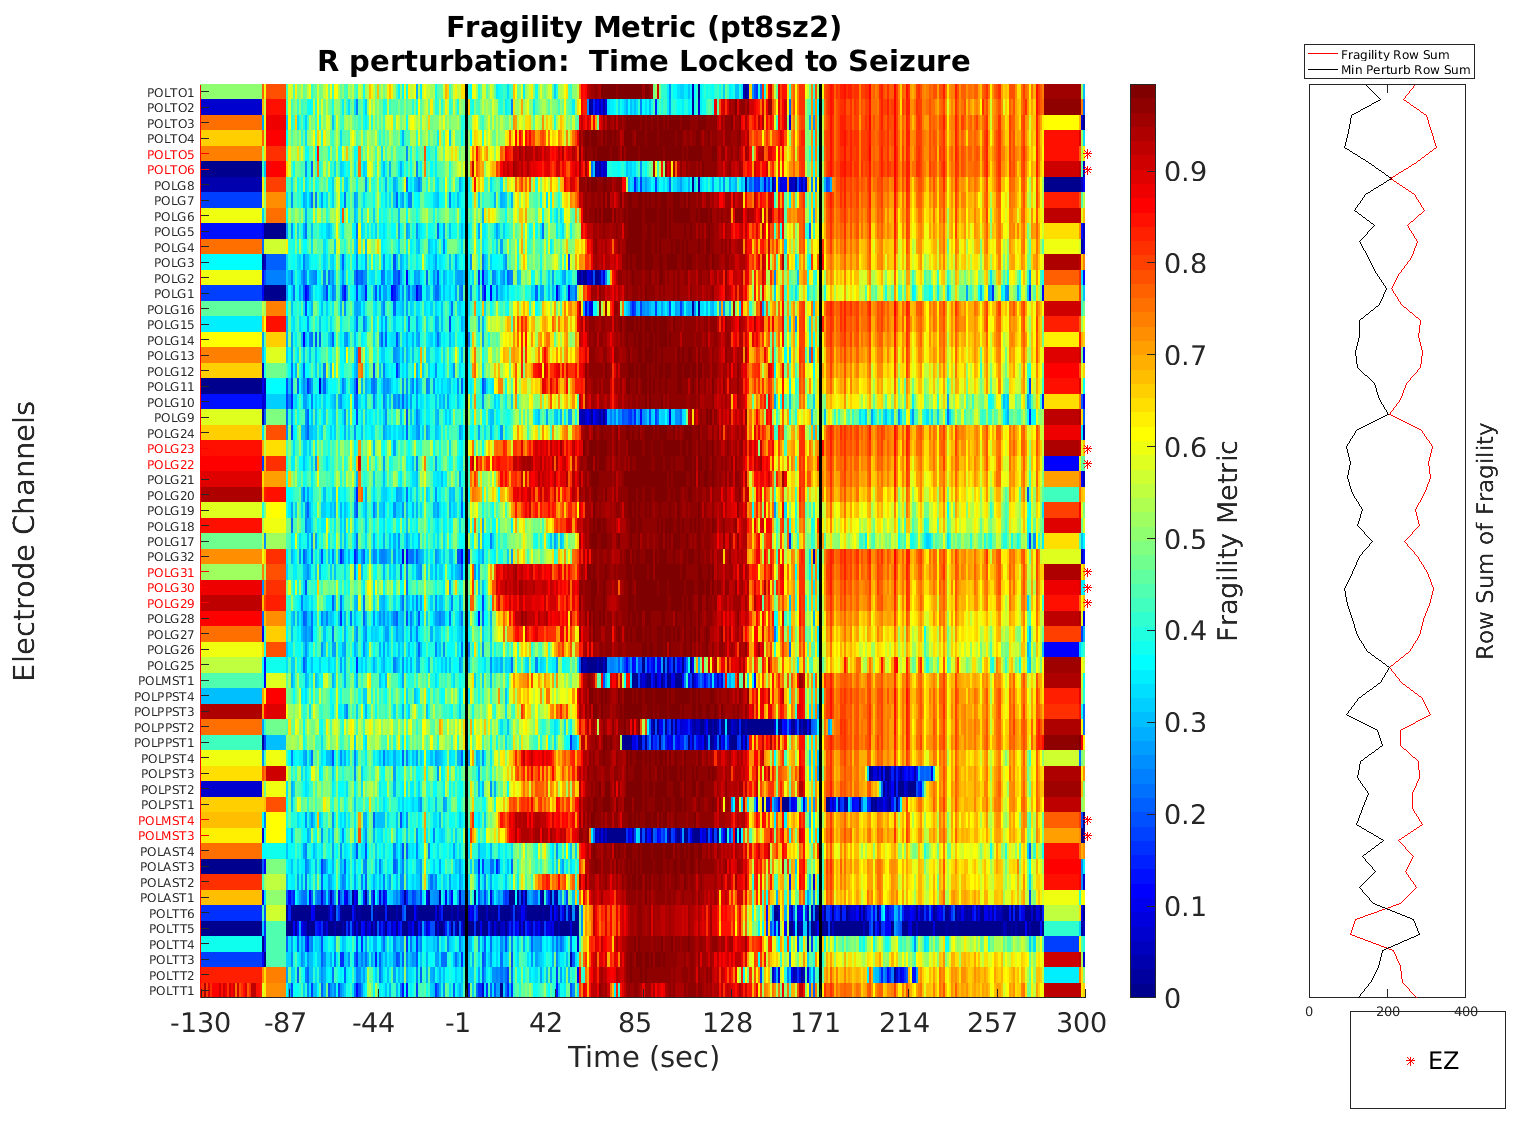 Fragility Metric (pt8sz2)
R perturbation:  Time Locked to Seizure
Fragility Row Sum
Min Perturb Row Sum
Electrode Channels
POLTO1
POLTO2
POLTO3
POLTO4
POLTO5
POLTO6
POLG8
POLG7
POLG6
POLG5
POLG4
POLG3
POLG2
POLG1
POLG16
POLG15
POLG14
POLG13
POLG12
POLG11
POLG10
POLG9
POLG24
POLG23
POLG22
POLG21
POLG20
POLG19
POLG18
POLG17
POLG32
POLG31
POLG30
POLG29
POLG28
POLG27
POLG26
POLG25
POLMST1
POLPPST4
POLPPST3
POLPPST2
POLPPST1
POLPST4
POLPST3
POLPST2
POLPST1
POLMST4
POLMST3
POLAST4
POLAST3
POLAST2
POLAST1
POLTT6
POLTT5
POLTT4
POLTT3
POLTT2
POLTT1
-130 -87 -44 -1 42 85 128 171 214 257 300
Time (sec)
0.9
0.8
0.7
0.6
0.5
0.4
0.3
0.2
0.1
0
Fragility Metric
Row Sum of Fragility
0 200 400
EZ